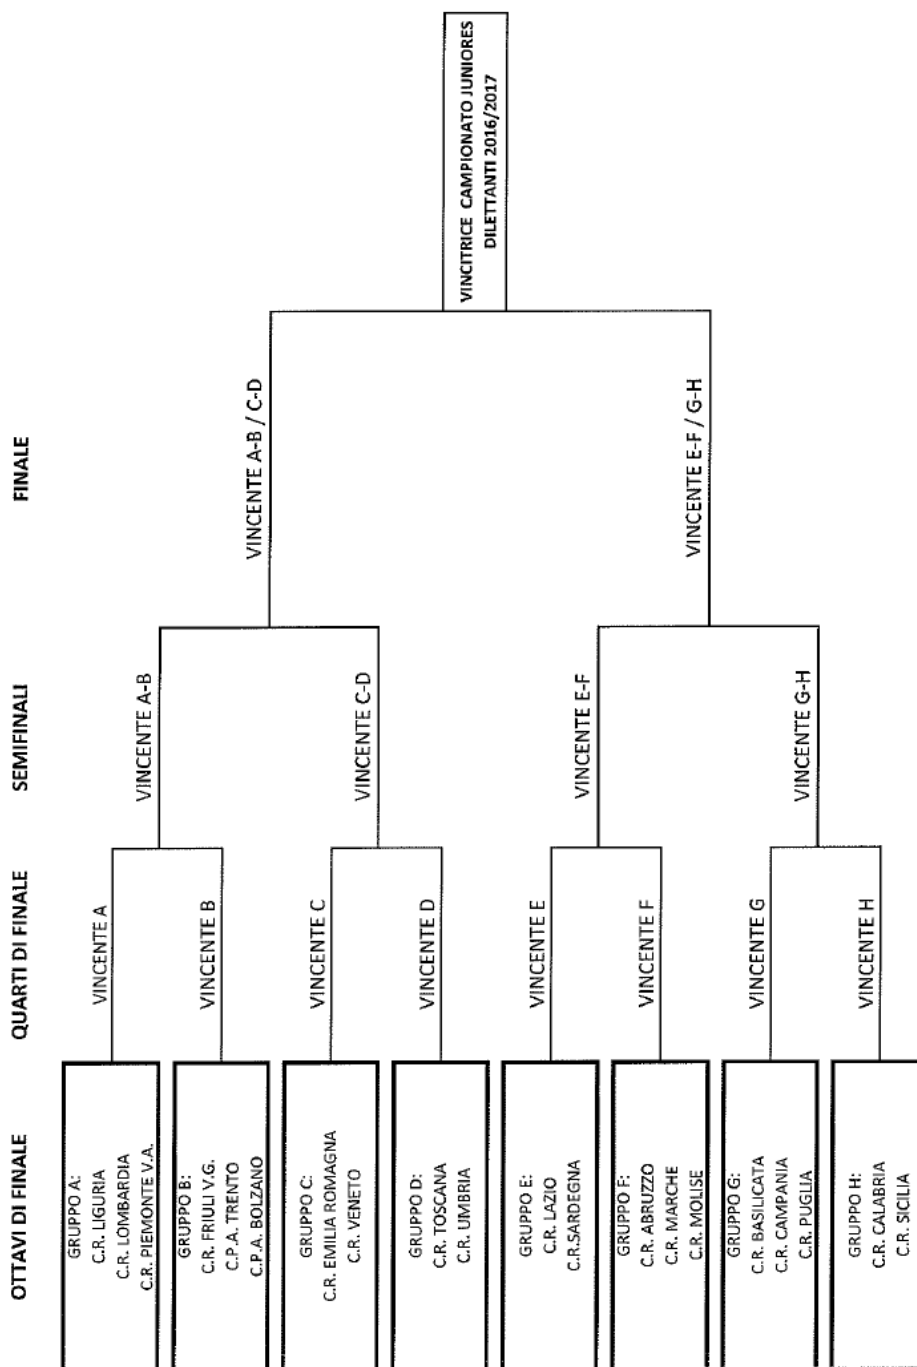 OTTAVI DI FINALE
QUARTI DI FINALE
SEMIFINALI
FINALE
GRUPPO A:
C.R. LIGURIA
C.R. LOMBARDIA
C.R. PIEMONTE V.A.
GRUPPO B:
C.R. FRIULI V.G.
C.P.A. TRENTO
C.P.A. BOLZANO
GRUPPO C:
C.R. EMILIA ROMAGNA
C.R. VENETO
GRUPPO D:
C.R. TOSCANA
C.R. UMBRIA
GRUPPO E:
C.R. LAZIO
C.R.SARDEGNA
GRUPPO F:
C.R. ABRUZZO
C.R. MARCHE
C.R. MOLISE
GRUPPO G:
C.R. BASILICATA
C.R. CAMPANIA
C.R. PUGLIA
GRUPPO H:
C.R. CALABRIA
C.R. SICILIA
VINCENTE A
VINCENTE B
VINCENTE C
VINCENTE D
VINCENTE E
VINCENTE F
VINCENTE G
VINCENTE H
VINCENTE A-B
VINCENTE C-D
VINCENTE E-F
VINCENTE G-H
VINCENTE A-B / C-D
VINCENTE E-F / G-H
VINCITRICE CAMPIONATO JUNIORES
DILETTANTI 2016/2017